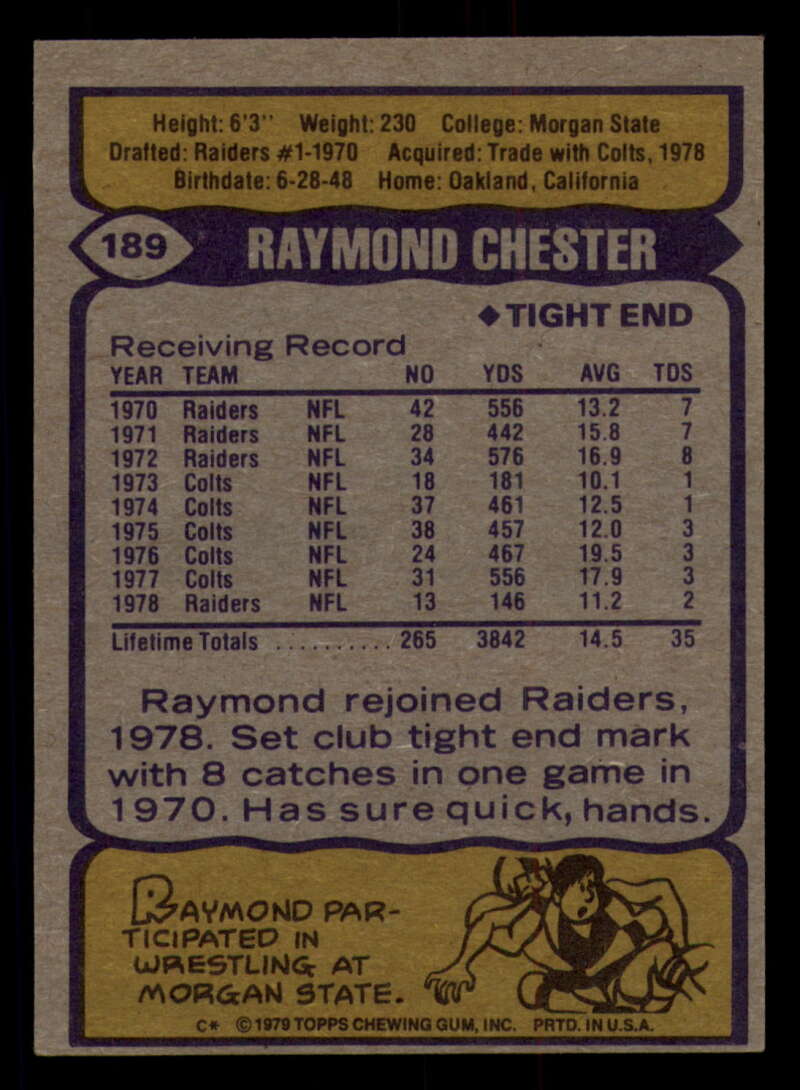 Height: 6'3" Weight: 230 College: Morgan State
Drafted: Raiders #1-1970 Acquired: Trade with Colts, 1978
Birthdate: 6-28-48 Home: Oakland, California
189 RAYMOND CHESTER
◆TIGHT END
Receiving Record
YEAR TEAM NO YDS AVG TDS
1970 Raiders NFL 42 556 13.2 7
1971 Raiders NFL 28 442 15.8 7
1972 Raiders NFL 34 576 16.9 8
1973 Colts NFL 18 181 10.1 1
1974 Colts NFL 37 461 12.5 1
1975 Colts NFL 38 457 12.0 3
1976 Colts NFL 24 467 19.5 3
1977 Colts NFL 31 556 17.9 3
1978 Raiders NFL 13 146 11.2 2
Lifetime Totals .......... 265 3842 14.5 35
Raymond rejoined Raiders,
1978. Set club tight end mark
with 8 catches in one game in
1970. Has sure quick, hands.
RAYMOND PAR-
TICIPATED IN
WRESTLING AT
MORGAN STATE.
C* ©1979 TOPPS CHEWING GUM, INC. PRTD. IN U.S.A.